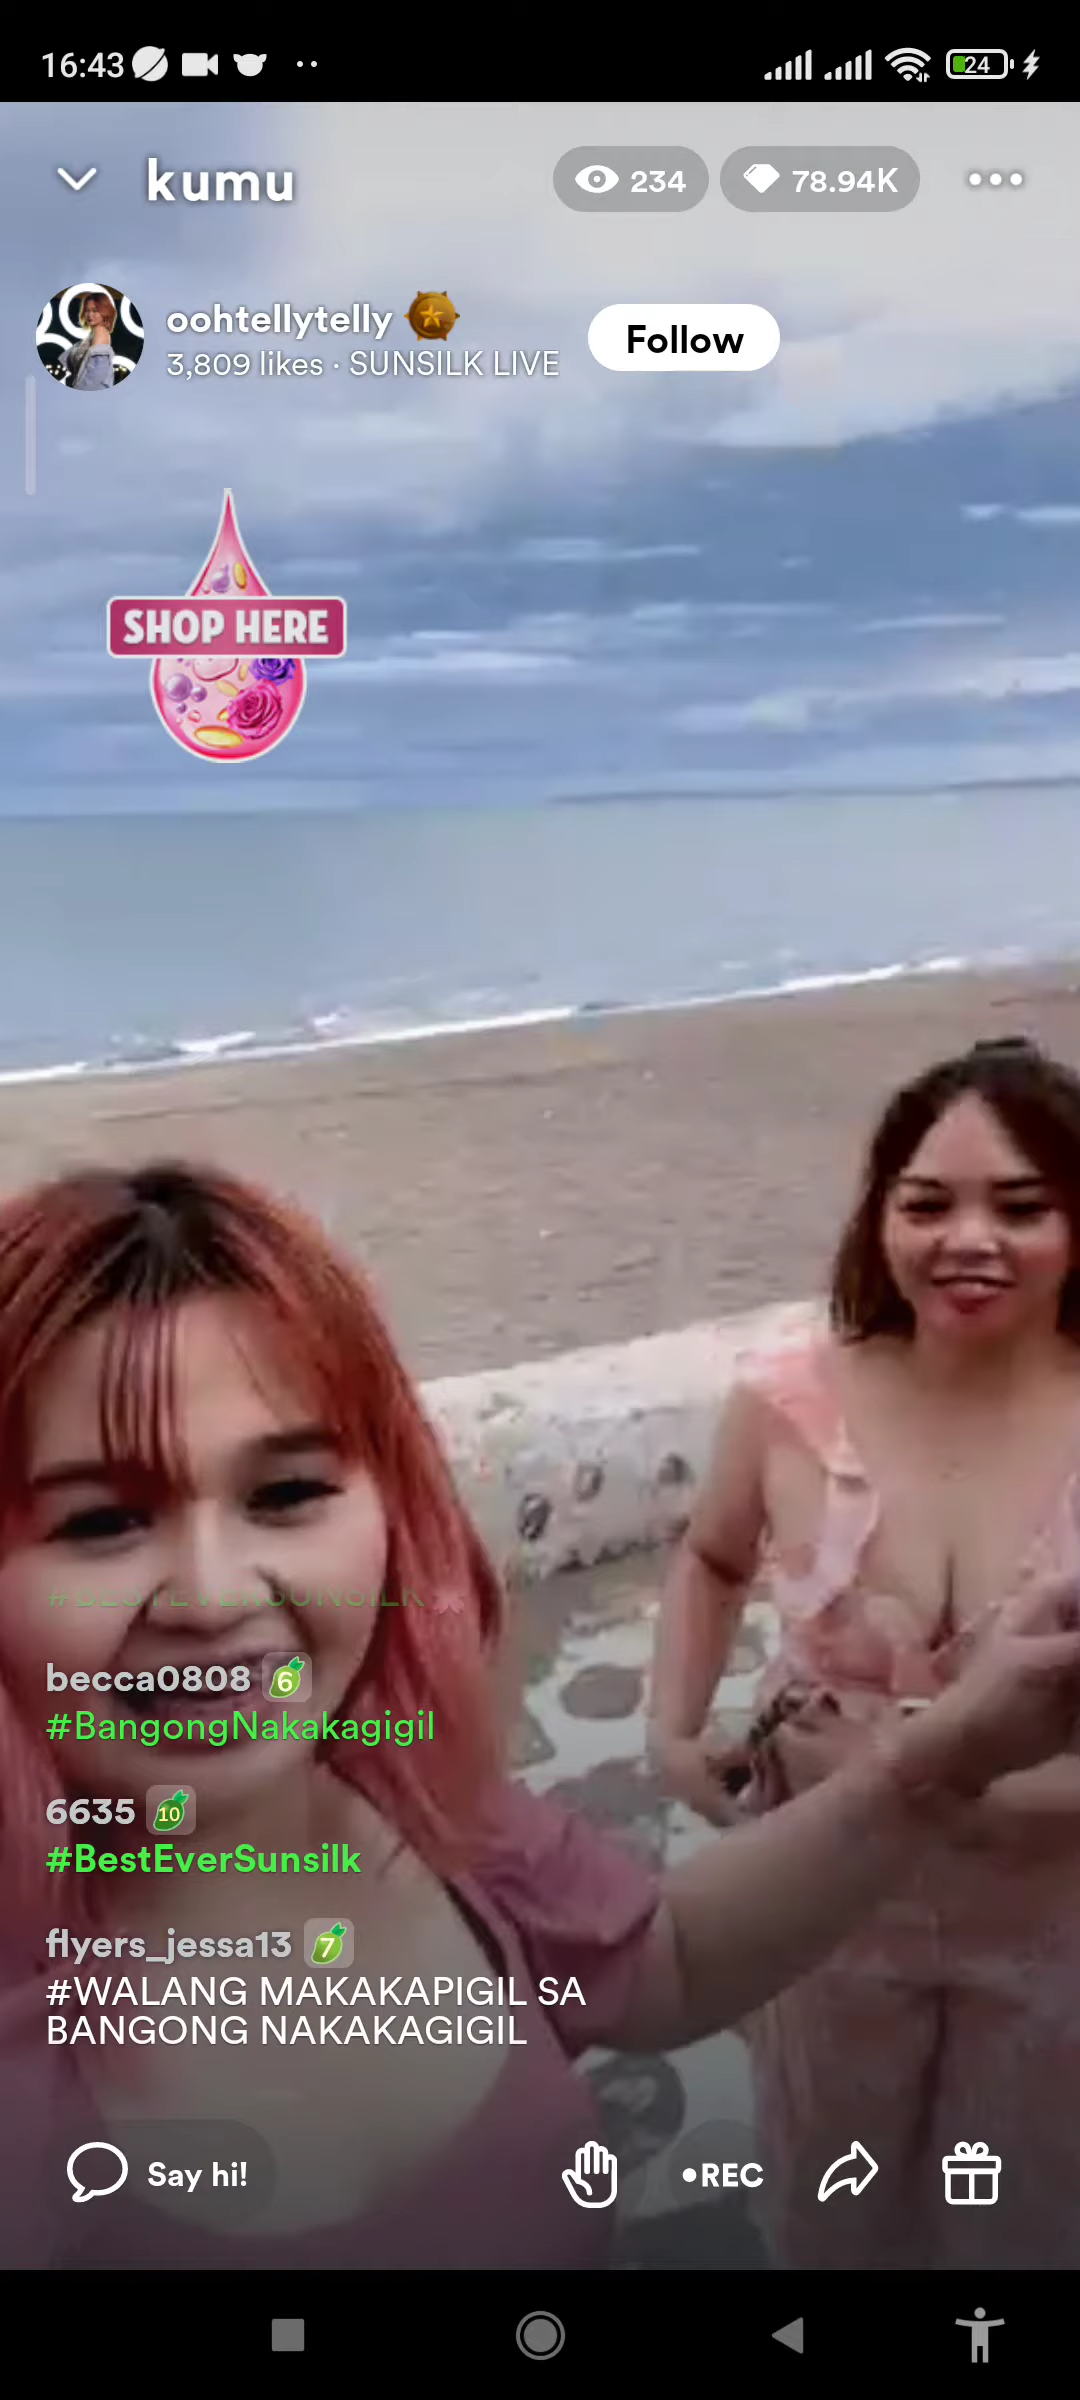 16:43
24
kumu
234
78.94K
oohtellytelly
3,809 likes · SUNSILK LIVE
Follow
SHOP HERE
#BESTEVERSUNSILK
becca0808 6
#BangongNakakagigil
6635 10
#BestEverSunsilk
flyers_jessa13 7
#WALANG MAKAKAPIGIL SA
BANGONG NAKAKAGIGIL
Say hi!
•REC